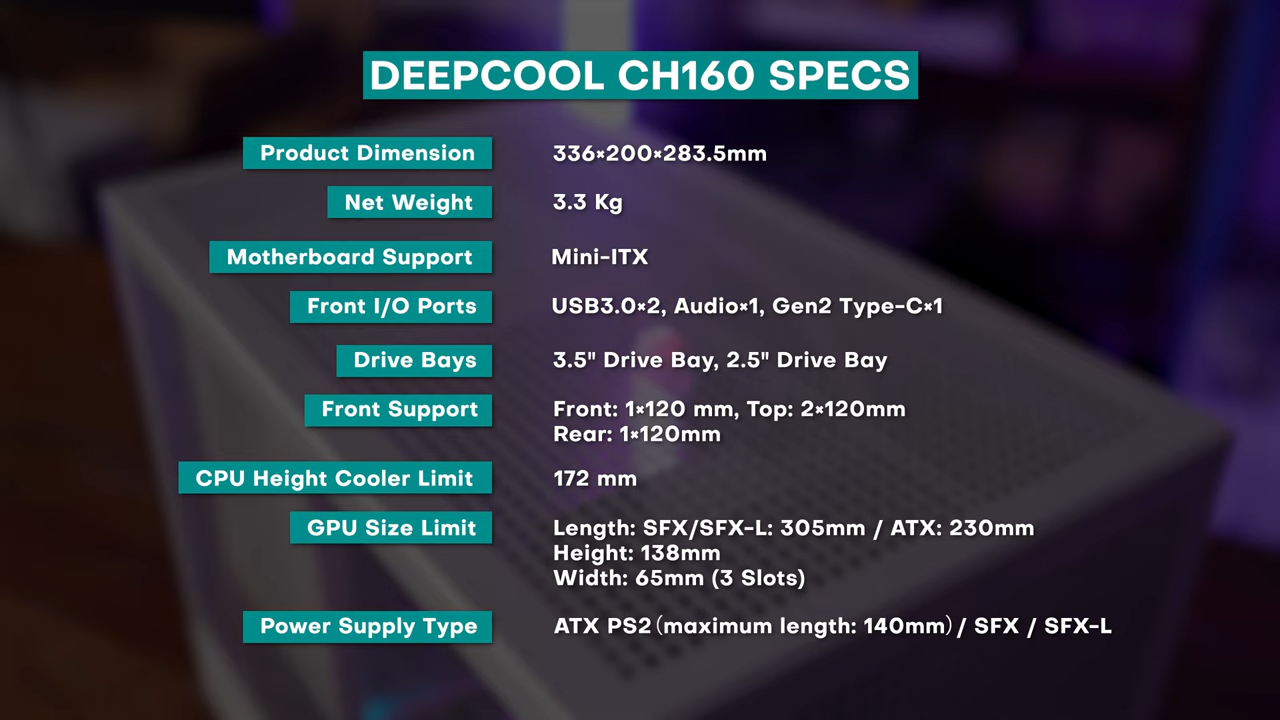 DEEPCOOL CH160 SPECS
Product Dimension 336×200×283.5mm
Net Weight 3.3 Kg
Motherboard Support Mini-ITX
Front I/O Ports USB3.0×2, Audio×1, Gen2 Type-C×1
Drive Bays 3.5" Drive Bay, 2.5" Drive Bay
Front Support Front: 1×120 mm, Top: 2×120mm
Rear: 1×120mm
CPU Height Cooler Limit 172 mm
GPU Size Limit Length: SFX/SFX-L: 305mm / ATX: 230mm
Height: 138mm
Width: 65mm (3 Slots)
Power Supply Type ATX PS2（maximum length: 140mm）/ SFX / SFX-L